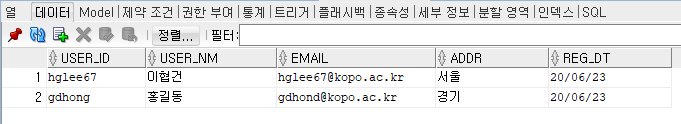 열 데이터 Model 제약 조건 권한 부여 통계 트리거 플래시백 종속성 세부 정보 분할 영역 인덱스 SQL
정렬... 필터:
USER_ID USER_NM EMAIL ADDR REG_DT
1 hglee67 이협건 hglee67@kopo.ac.kr 서울 20/06/23
2 gdhong 홍길동 gdhond@kopo.ac.kr 경기 20/06/23